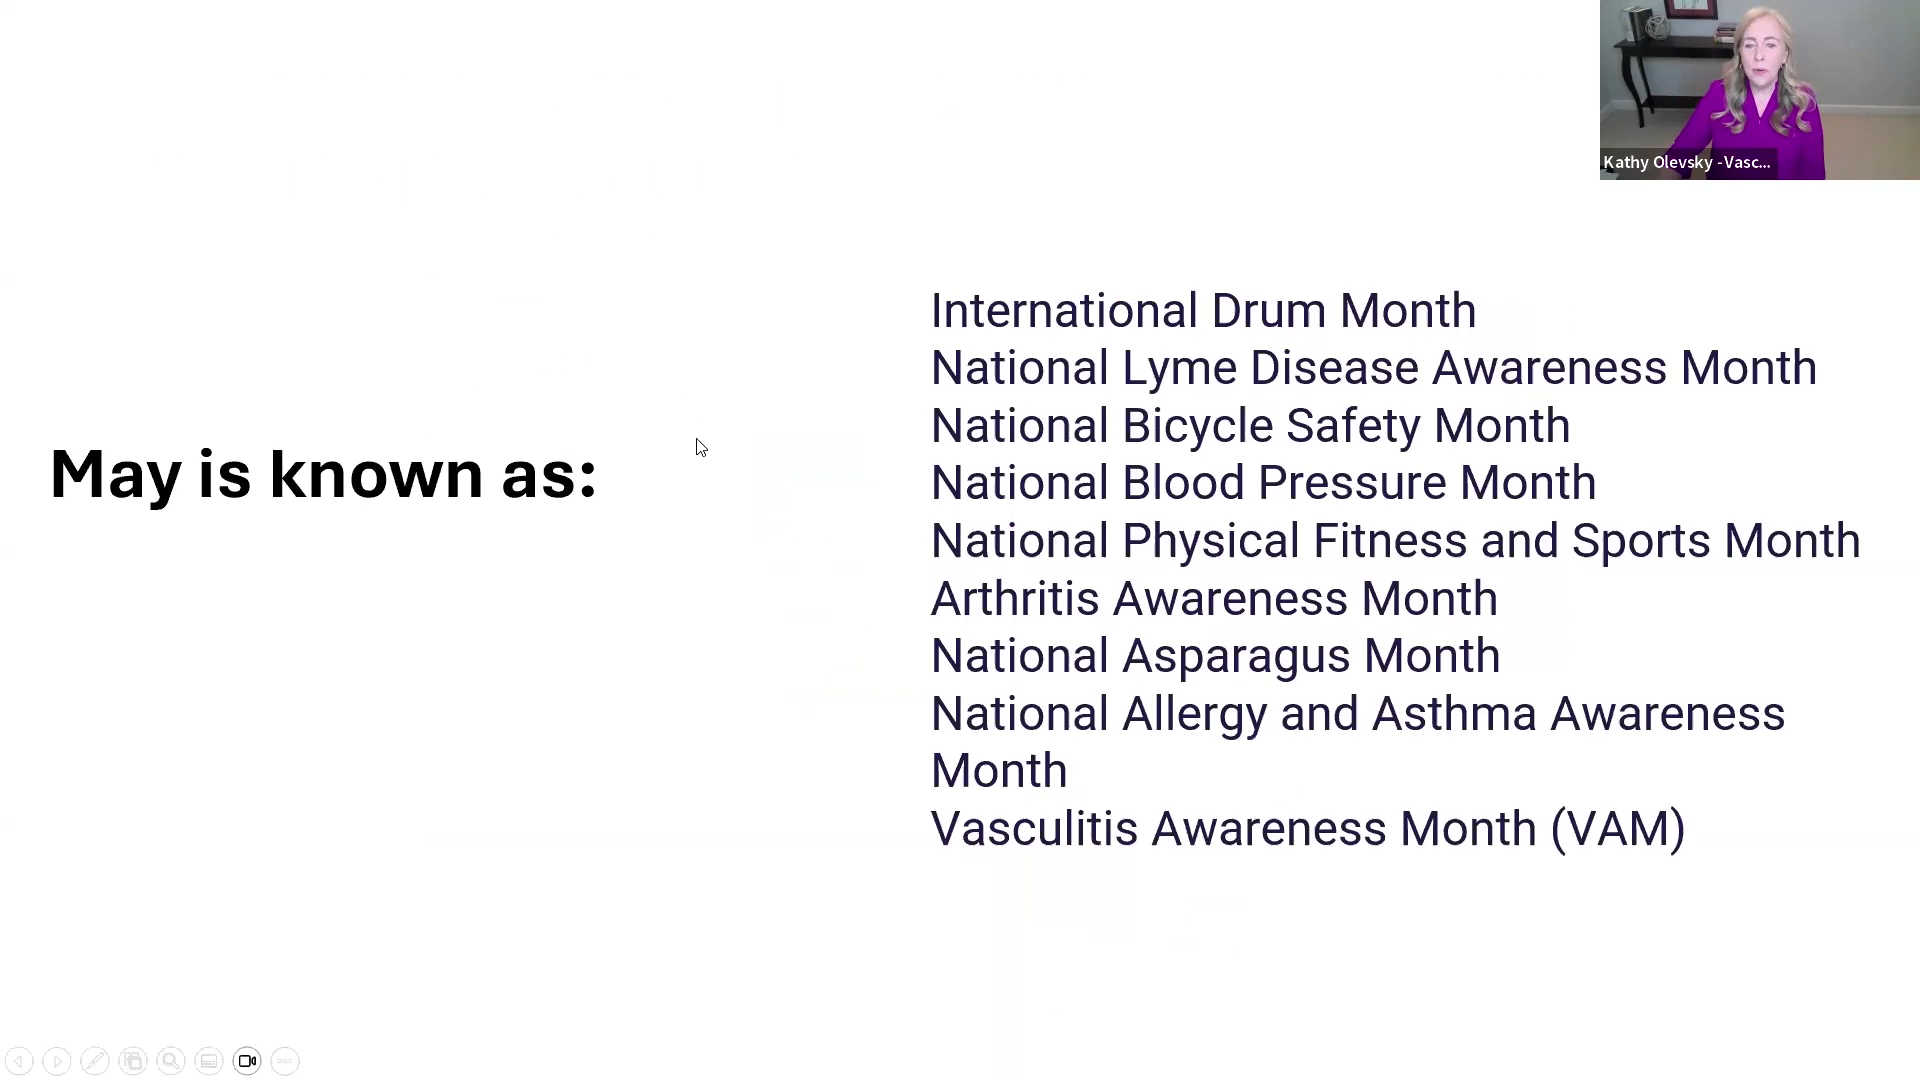 Kathy Olevsky -Vasc...
May is known as:
International Drum Month
National Lyme Disease Awareness Month
National Bicycle Safety Month
National Blood Pressure Month
National Physical Fitness and Sports Month
Arthritis Awareness Month
National Asparagus Month
National Allergy and Asthma Awareness
Month
Vasculitis Awareness Month (VAM)